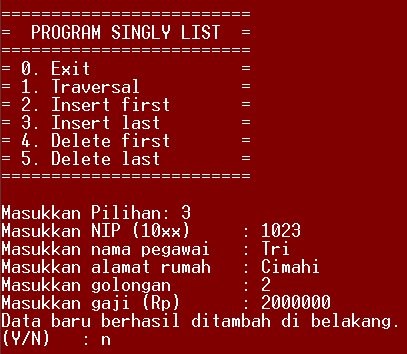 =========================
=  PROGRAM SINGLY LIST  =
=========================
= 0. Exit               =
= 1. Traversal          =
= 2. Insert first       =
= 3. Insert last        =
= 4. Delete first       =
= 5. Delete last        =
=========================
Masukkan Pilihan: 3
Masukkan NIP (10xx)     : 1023
Masukkan nama pegawai   : Tri
Masukkan alamat rumah   : Cimahi
Masukkan golongan       : 2
Masukkan gaji (Rp)      : 2000000
Data baru berhasil ditambah di belakang.
(Y/N)   : n